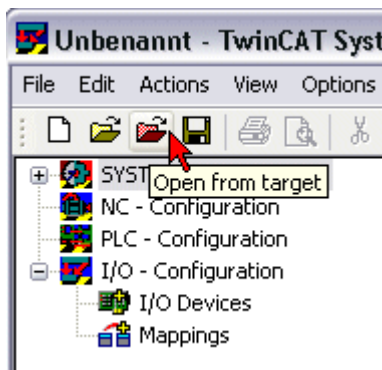 Unbenannt - TwinCAT Syst
File Edit Actions View Options
SYST
Open from target
NC - Configuration
PLC - Configuration
I/O - Configuration
I/O Devices
Mappings